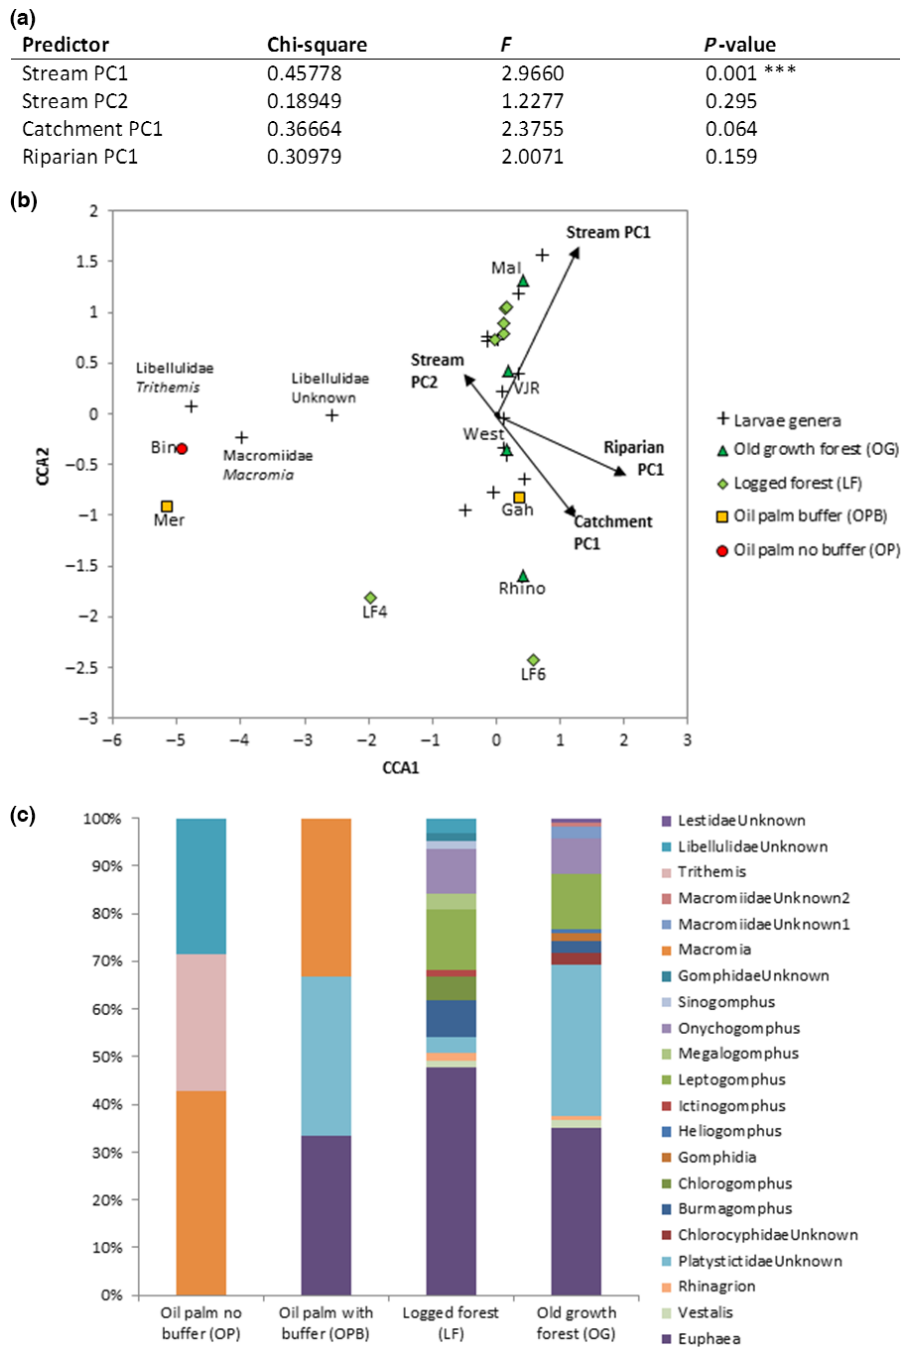 (a)
Predictor Chi-square F P-value
Stream PC1 0.45778 2.9660 0.001 ***
Stream PC2 0.18949 1.2277 0.295
Catchment PC1 0.36664 2.3755 0.064
Riparian PC1 0.30979 2.0071 0.159
(b)
2
1.5
1
0.5
0
−0.5
−1
−1.5
−2
−2.5
−3
CCA2
−6 −5 −4 −3 −2 −1 0 1 2 3
CCA1
Stream PC1
Mal
Stream
PC2
VJR
Libellulidae
Trithemis
Libellulidae
Unknown
West
Bin
Macromiidae
Macromia
Riparian
PC1
Mer
Gah
Catchment
PC1
Rhino
LF4
LF6
Larvae genera
Old growth forest (OG)
Logged forest (LF)
Oil palm buffer (OPB)
Oil palm no buffer (OP)
(c)
100%
90%
80%
70%
60%
50%
40%
30%
20%
10%
0%
Oil palm no
buffer (OP)
Oil palm with
buffer (OPB)
Logged forest
(LF)
Old growth
forest (OG)
LestidaeUnknown
LibellulidaeUnknown
Trithemis
MacromiidaeUnknown2
MacromiidaeUnknown1
Macromia
GomphidaeUnknown
Sinogomphus
Onychogomphus
Megalogomphus
Leptogomphus
Ictinogomphus
Heliogomphus
Gomphidia
Chlorogomphus
Burmagomphus
ChlorocyphidaeUnknown
PlatystictidaeUnknown
Rhinagrion
Vestalis
Euphaea